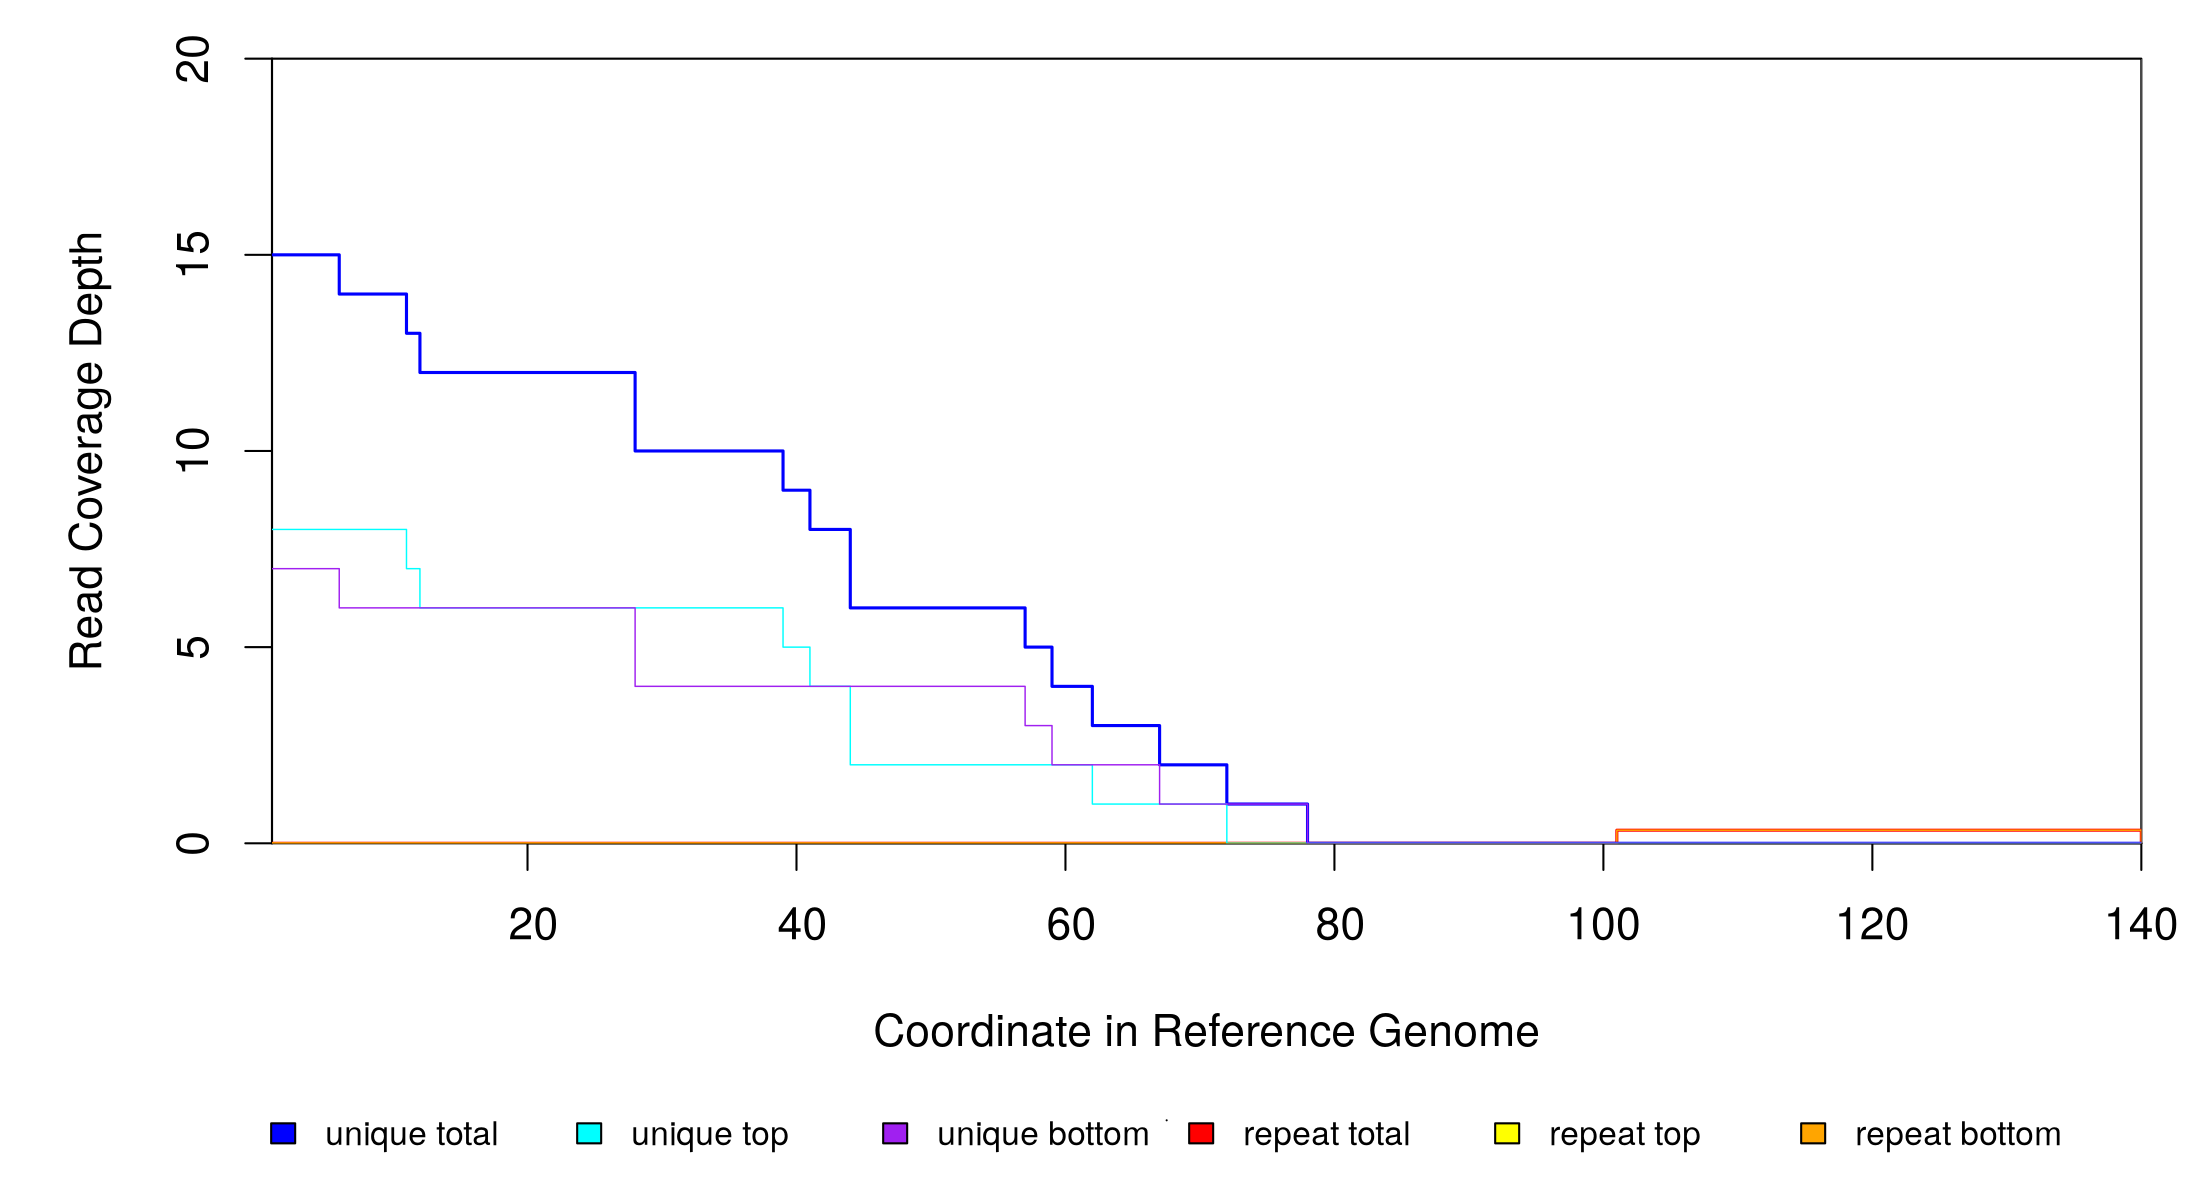 Read Coverage Depth
20
15
10
5
0
20 40 60 80 100 120 140
Coordinate in Reference Genome
unique total unique top unique bottom repeat total repeat top repeat bottom